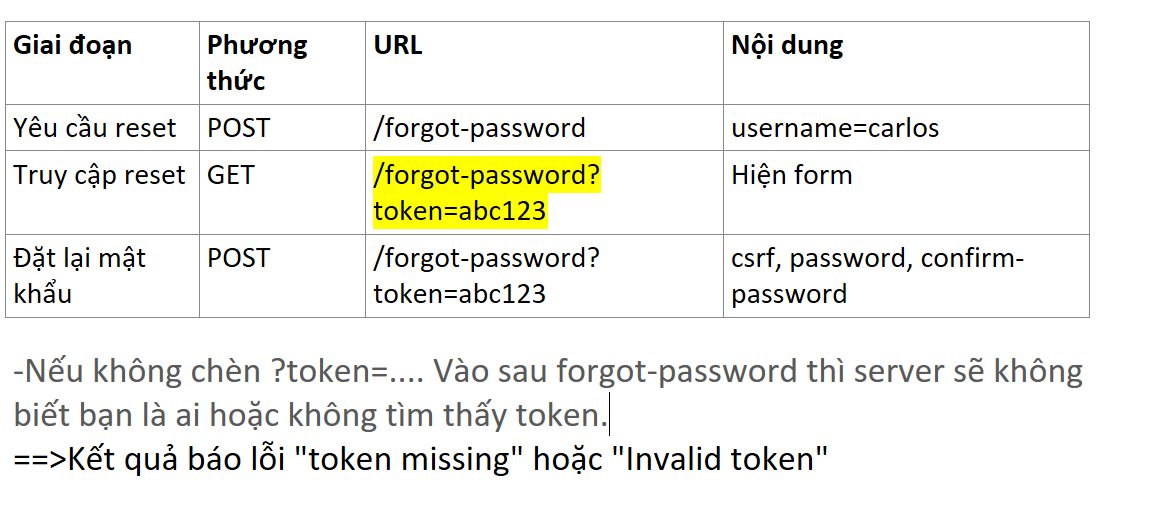 Giai đoạn Phương thức URL Nội dung
Yêu cầu reset POST /forgot-password username=carlos
Truy cập reset GET /forgot-password?
token=abc123 Hiện form
Đặt lại mật
khẩu POST /forgot-password?
token=abc123 csrf, password, confirm-
password
-Nếu không chèn ?token=.... Vào sau forgot-password thì server sẽ không
biết bạn là ai hoặc không tìm thấy token.
==>Kết quả báo lỗi "token missing" hoặc "Invalid token"